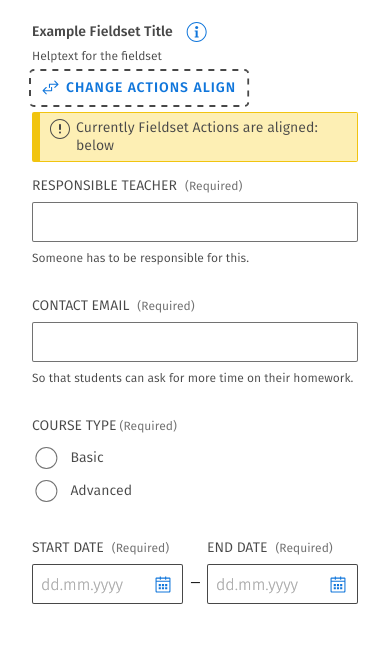 Example Fieldset Title
Helptext for the fieldset
CHANGE ACTIONS ALIGN
Currently Fieldset Actions are aligned:
below
RESPONSIBLE TEACHER (Required)
Someone has to be responsible for this.
CONTACT EMAIL (Required)
So that students can ask for more time on their homework.
COURSE TYPE (Required)
Basic
Advanced
START DATE (Required) END DATE (Required)
dd.mm.yyyy – dd.mm.yyyy